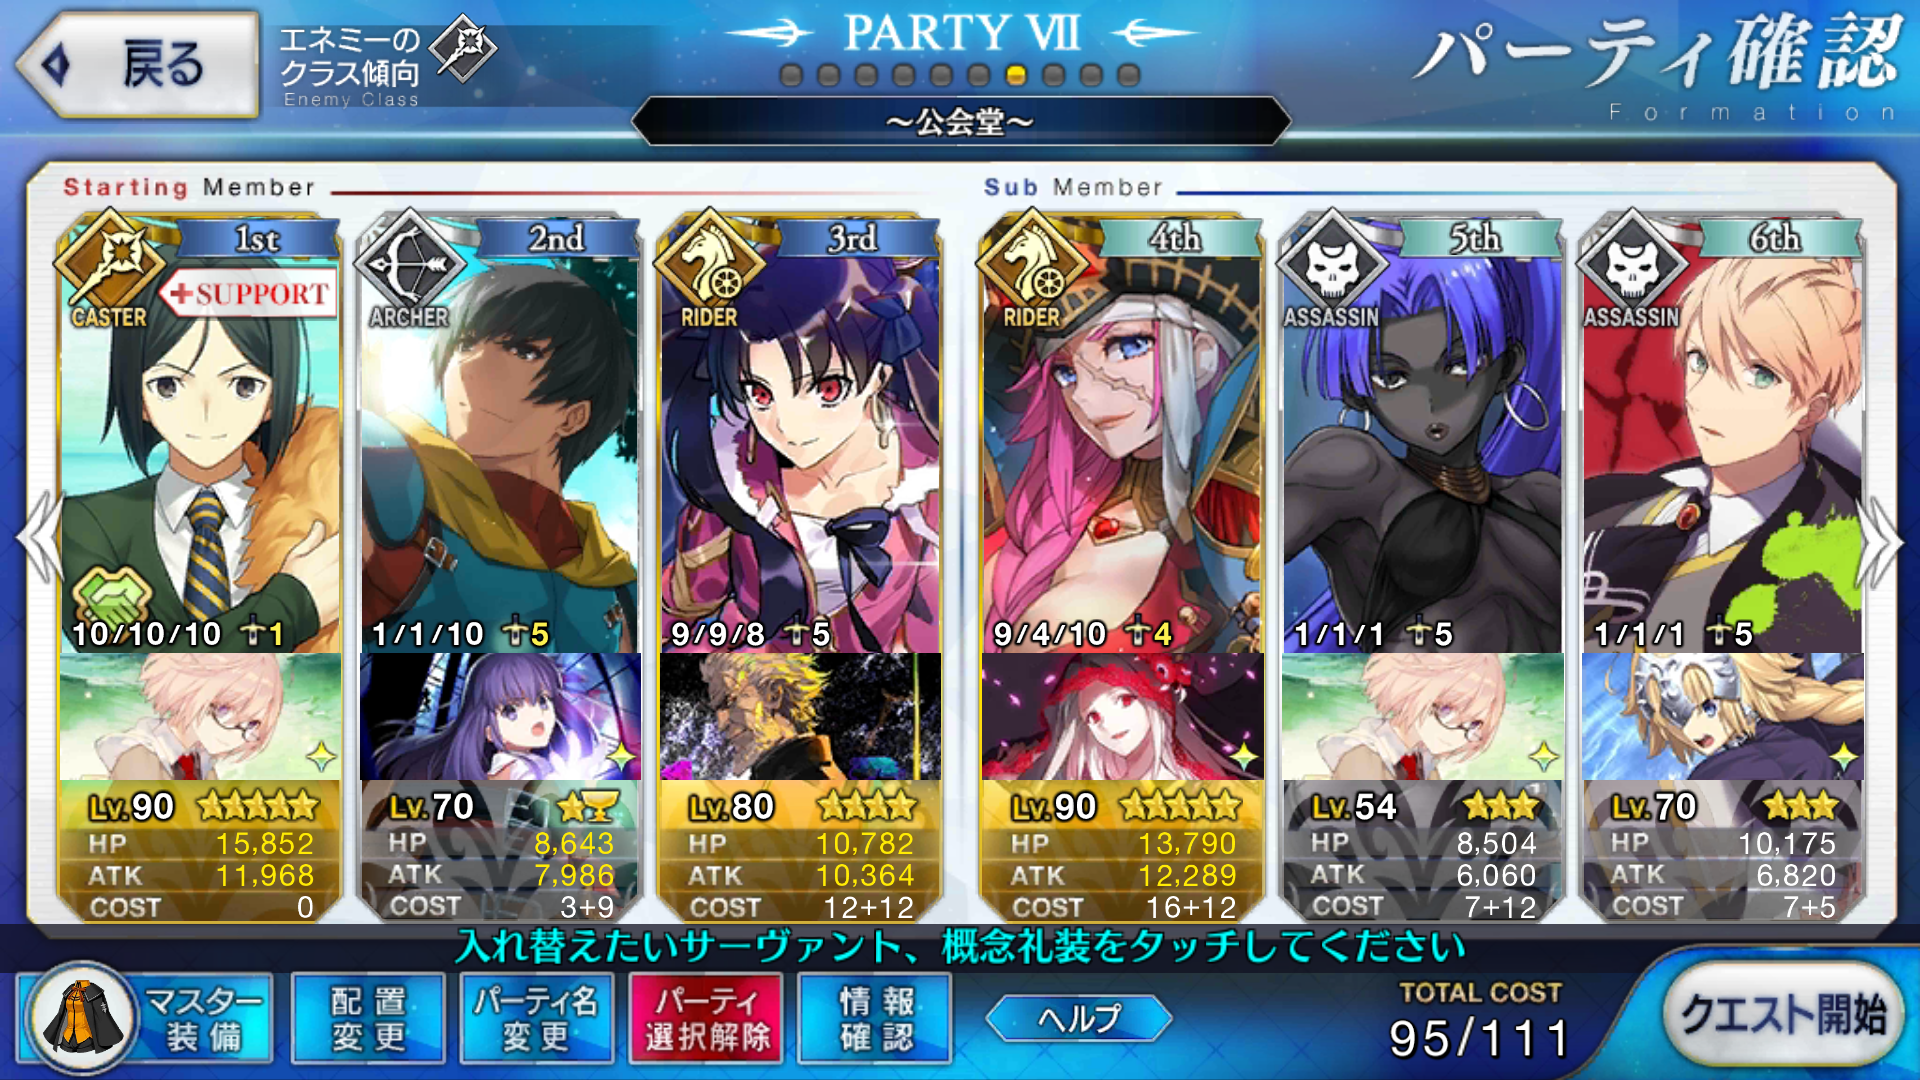 戻る
エネミーの
クラス傾向
Enemy Class
PARTY Ⅶ
パーティ確認
Formation
～公会堂～
Starting Member
Sub Member
1st
2nd
3rd
4th
5th
6th
+SUPPORT
CASTER
ARCHER
RIDER
RIDER
ASSASSIN
ASSASSIN
10/10/10 1
1/1/10 5
9/9/8 5
9/4/10 4
1/1/1 5
1/1/1 5
Lv.90
HP 15,852
ATK 11,968
COST 0
Lv.70
HP 8,643
ATK 7,986
COST 3+9
Lv.80
HP 10,782
ATK 10,364
COST 12+12
Lv.90
HP 13,790
ATK 12,289
COST 16+12
Lv.54
HP 8,504
ATK 6,060
COST 7+12
Lv.70
HP 10,175
ATK 6,820
COST 7+5
入れ替えたいサーヴァント、概念礼装をタッチしてください
マスター
装備
配置
変更
パーティ名
変更
パーティ
選択解除
情報
確認
ヘルプ
TOTAL COST
95/111
クエスト開始